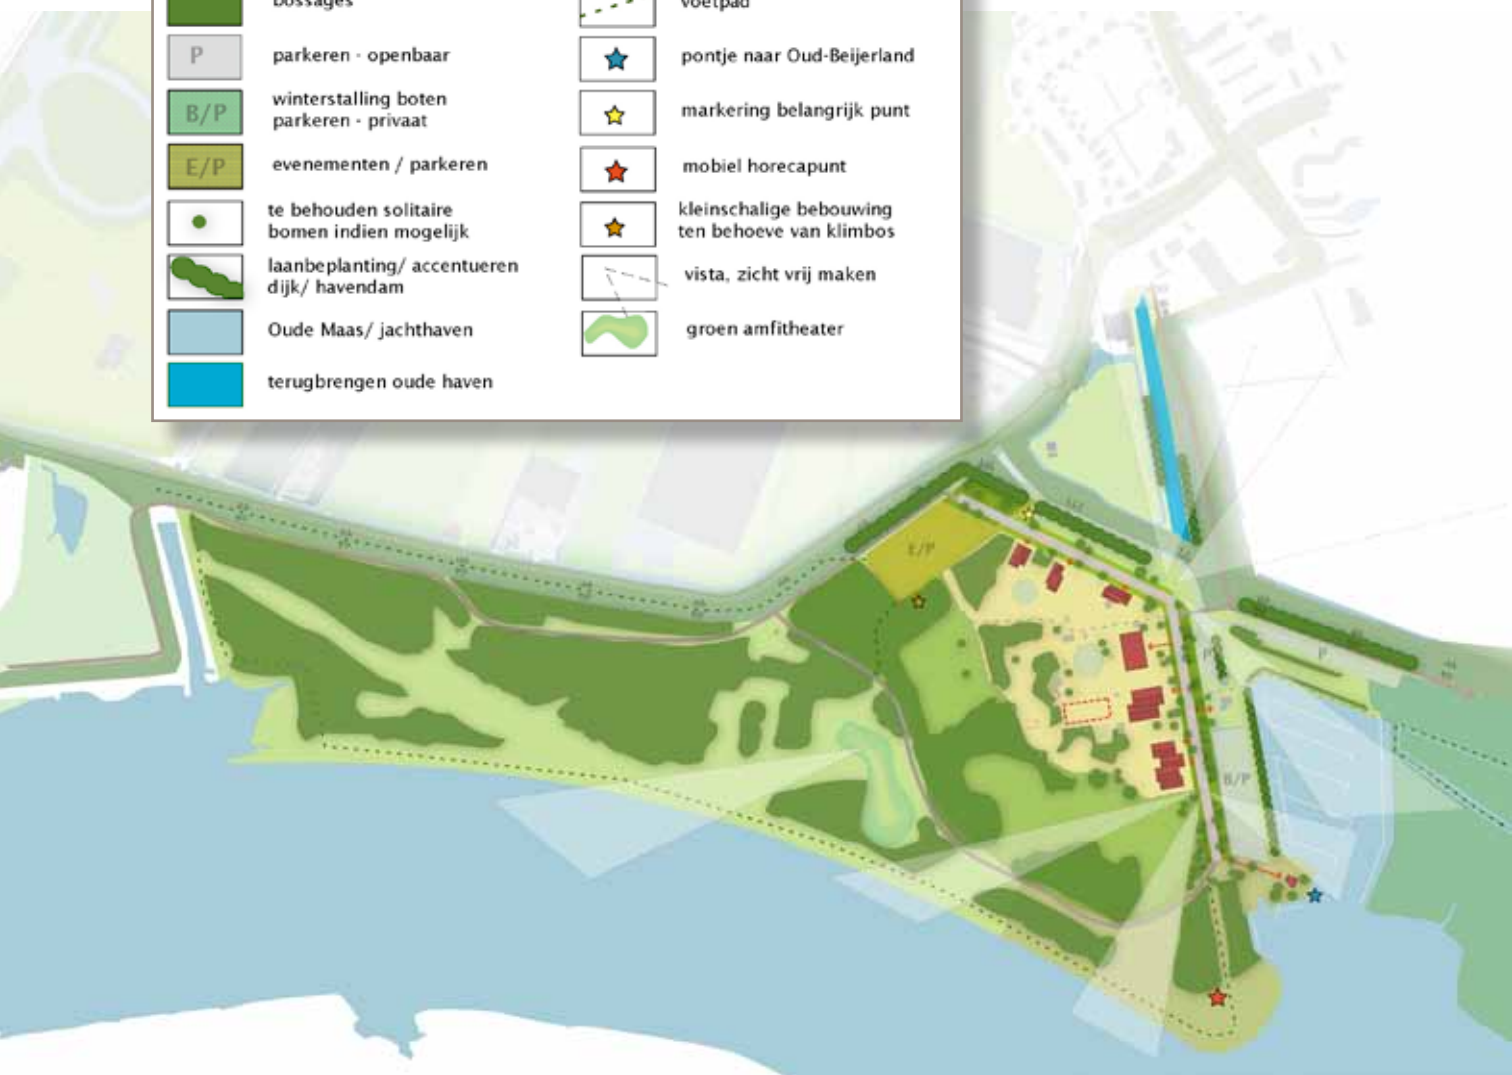 bossages
P
parkeren - openbaar
B/P
winterstalling boten
parkeren - privaat
E/P
evenementen / parkeren
te behouden solitaire
bomen indien mogelijk
laanbeplanting/ accentueren
dijk/ havendam
Oude Maas/ jachthaven
terugbrengen oude haven
voetpad
pontje naar Oud-Beijerland
markering belangrijk punt
mobiel horecapunt
kleinschalige bebouwing
ten behoeve van klimbos
vista, zicht vrij maken
groen amfitheater
E/P
P
P
B/P